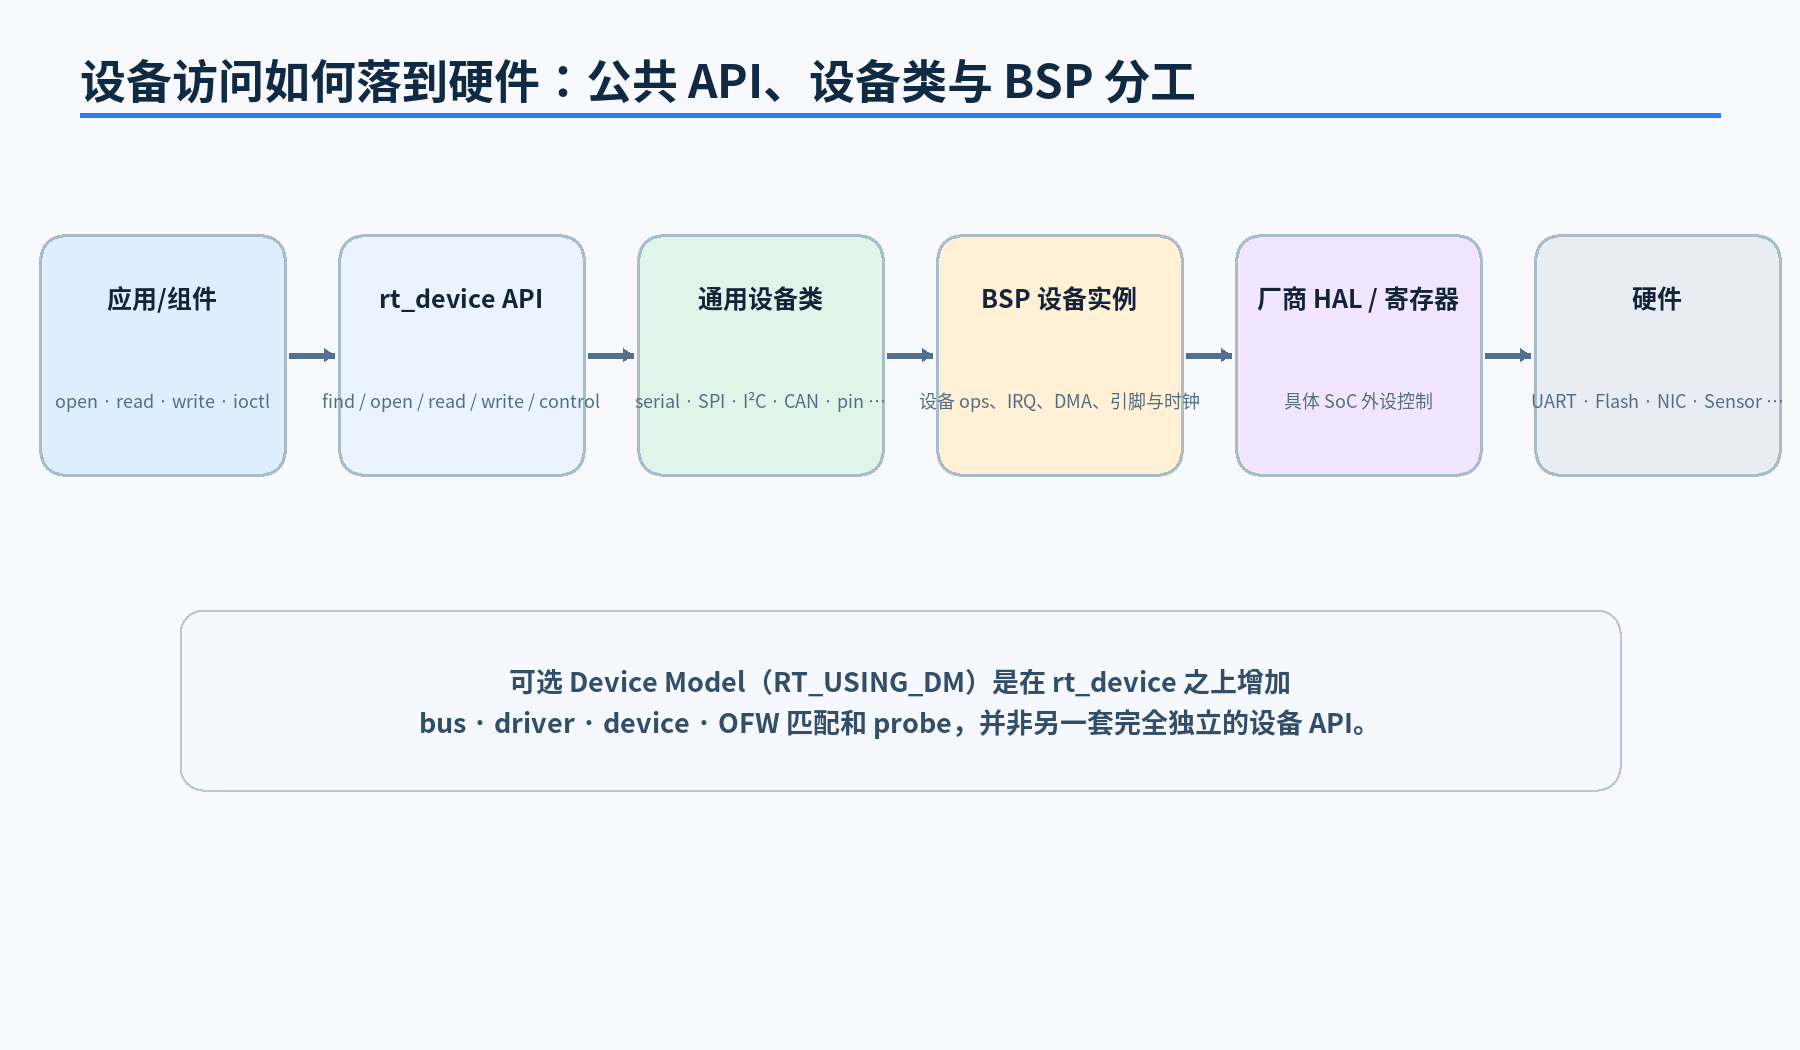 设备访问如何落到硬件：公共 API、设备类与 BSP 分工
应用/组件
open · read · write · ioctl
rt_device API
find / open / read / write / control
通用设备类
serial · SPI · I²C · CAN · pin …
BSP 设备实例
设备 ops、IRQ、DMA、引脚与时钟
厂商 HAL / 寄存器
具体 SoC 外设控制
硬件
UART · Flash · NIC · Sensor …
可选 Device Model（RT_USING_DM）是在 rt_device 之上增加
bus · driver · device · OFW 匹配和 probe，并非另一套完全独立的设备 API。